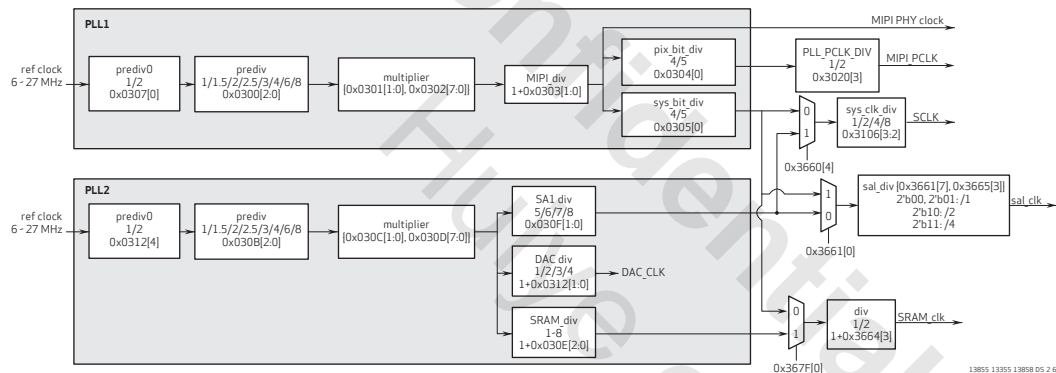 PLL1
MIPI PHY clock
ref clock
6 - 27 MHz
prediv0
1/2
0x0307[0]
prediv
1/1.5/2/2.5/3/4/6/8
0x0300[2:0]
multiplier
{0x0301[1:0], 0x0302[7:0]}
MIPI_div
1+0x0303[1:0]
pix_bit_div
4/5
0x0304[0]
PLL_PCLK_DIV
1/2
0x3020[3]
MIPI_PCLK
sys_bit_div
4/5
0x0305[0]
0
1
0x3660[4]
sys_clk_div
1/2/4/8
0x3106[3:2]
SCLK
PLL2
ref clock
6 - 27 MHz
prediv0
1/2
0x0312[4]
prediv
1/1.5/2/2.5/3/4/6/8
0x030B[2:0]
multiplier
{0x030C[1:0], 0x030D[7:0]}
SA1 div
5/6/7/8
0x030F[1:0]
1
0
0x3661[0]
sal_div {0x3661[7], 0x3665[3]}
2'b00, 2'b01: /1
2'b10: /2
2'b11: /4
sal_clk
DAC div
1/2/3/4
1+0x0312[1:0]
DAC_CLK
SRAM_div
1-8
1+0x030E[2:0]
0
1
0x367F[0]
div
1/2
1+0x3664[3]
SRAM_clk
13855 13355 13858 DS 2 6
onfidential
Huiye